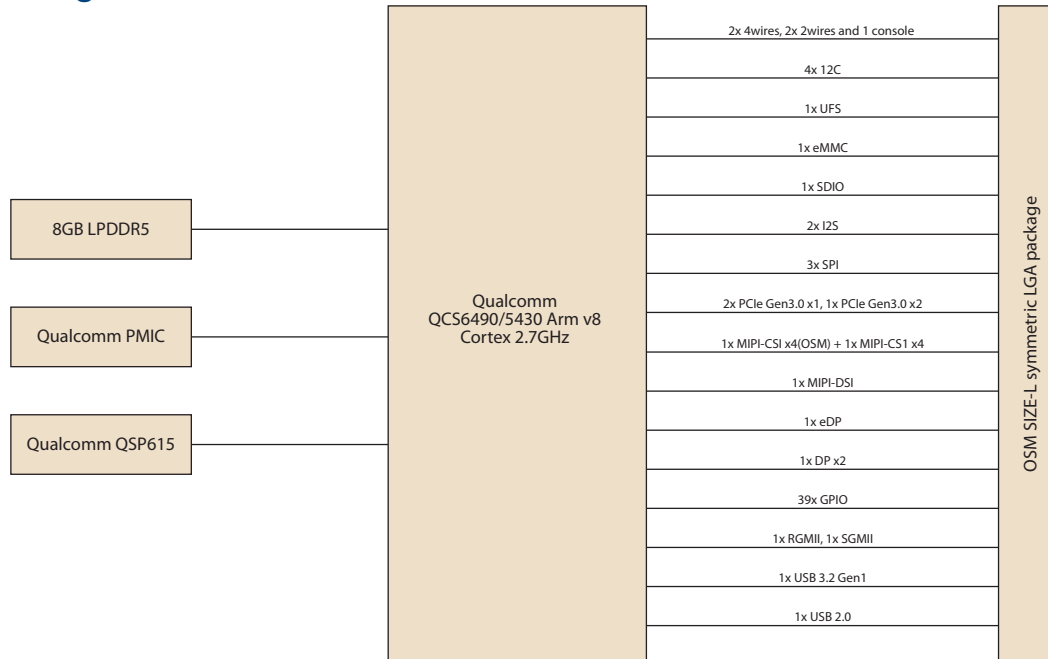 8GB LPDDR5
Qualcomm PMIC
Qualcomm QSP615
Qualcomm
QCS6490/5430 Arm v8
Cortex 2.7GHz
2x 4wires, 2x 2wires and 1 console
4x 12C
1x UFS
1x eMMC
1x SDIO
2x I2S
3x SPI
2x PCIe Gen3.0 x1, 1x PCIe Gen3.0 x2
1x MIPI-CSI x4(OSM) + 1x MIPI-CS1 x4
1x MIPI-DSI
1x eDP
1x DP x2
39x GPIO
1x RGMII, 1x SGMII
1x USB 3.2 Gen1
1x USB 2.0
OSM SIZE-L symmetric LGA package